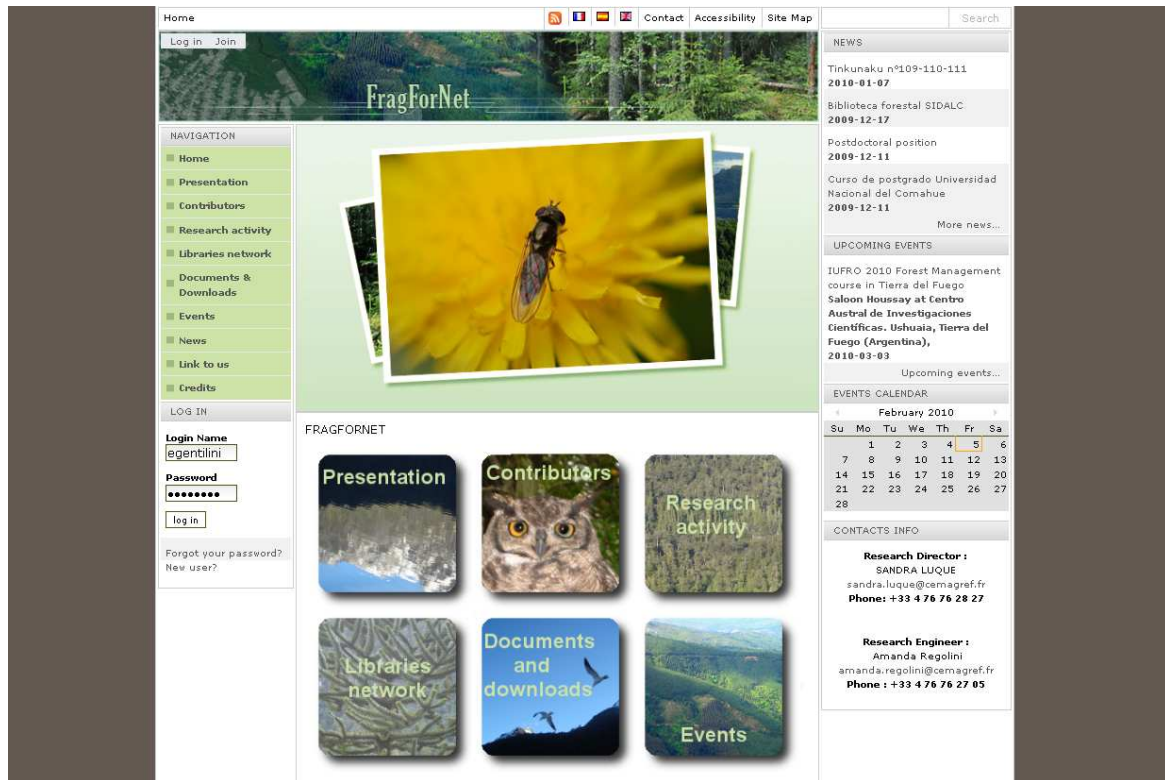 Home
Contact Accessibility Site Map
Search
Log in Join
FragForNet
NAVIGATION
Home
Presentation
Contributors
Research activity
Libraries network
Documents &
Downloads
Events
News
Link to us
Credits
LOG IN
Login Name
egentilini
Password
••••••••
log in
Forgot your password?
New user?
FRAGFORNET
Presentation
Contributors
Research
activity
Libraries
network
Documents
and
downloads
Events
NEWS
Tinkunaku nº109-110-111
2010-01-07
Biblioteca forestal SIDALC
2009-12-17
Postdoctoral position
2009-12-11
Curso de postgrado Universidad
Nacional del Comahue
2009-12-11
More news...
UPCOMING EVENTS
IUFRO 2010 Forest Management
course in Tierra del Fuego
Saloon Houssay at Centro
Austral de Investigaciones
Científicas. Ushuaia, Tierra del
Fuego (Argentina),
2010-03-03
Upcoming events...
EVENTS CALENDAR
February 2010
Su Mo Tu We Th Fr Sa
1 2 3 4 5 6
7 8 9 10 11 12 13
14 15 16 17 18 19 20
21 22 23 24 25 26 27
28
CONTACTS INFO
Research Director :
SANDRA LUQUE
sandra.luque@cemagref.fr
Phone: +33 4 76 76 28 27
Research Engineer :
Amanda Regolini
amanda.regolini@cemagref.fr
Phone : +33 4 76 76 27 05